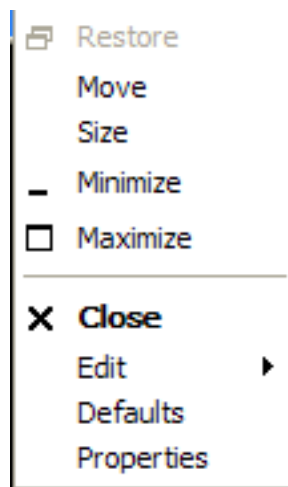 Restore
Move
Size
Minimize
Maximize
Close
Edit
Defaults
Properties